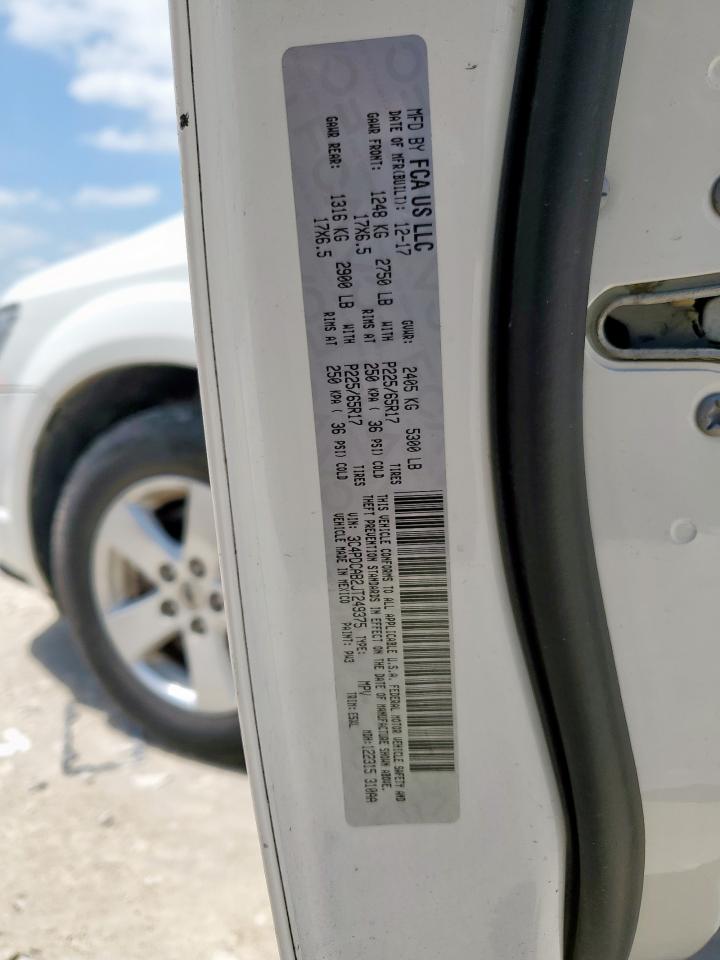 MFD BY FCA US LLC
DATE OF MFR(BUILT): 12-17 GVWR: 2405 KG 5300 LB
GAWR FRONT: 1248 KG 2750 LB WITH P225/65R17 TIRES
17X6.5 RIMS AT 250 KPA ( 36 PSI) COLD
GAWR REAR: 1316 KG 2900 LB WITH P225/65R17 TIRES
17X6.5 RIMS AT 250 KPA ( 36 PSI) COLD
THIS VEHICLE CONFORMS TO ALL APPLICABLE U.S.A. FEDERAL MOTOR VEHICLE SAFETY AND
THEFT PREVENTION STANDARDS IN EFFECT ON THE DATE OF MANUFACTURE SHOWN ABOVE.
VIN: 3C4PDCAB2JT249375 TYPE: MPV MDH:122315 310AA
VEHICLE MADE IN MEXICO PAINT: PW3 TRIM: